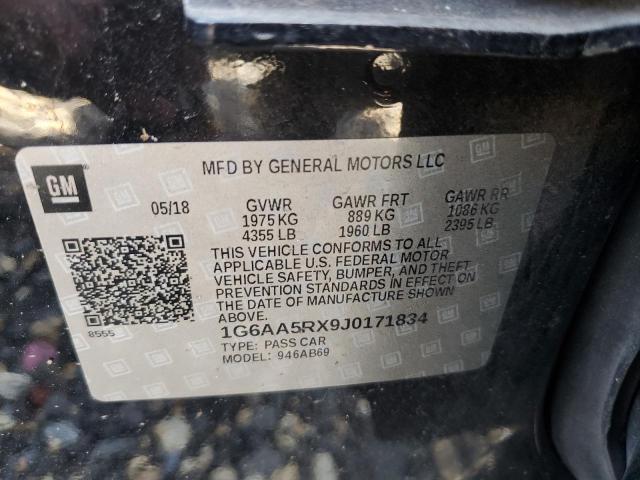 GM
MFD BY GENERAL MOTORS LLC
05/18 GVWR GAWR FRT GAWR RR
1975 KG 889 KG 1086 KG
4355 LB 1960 LB 2395 LB
THIS VEHICLE CONFORMS TO ALL
APPLICABLE U.S. FEDERAL MOTOR
VEHICLE SAFETY, BUMPER, AND THEFT
PREVENTION STANDARDS IN EFFECT ON
THE DATE OF MANUFACTURE SHOWN
ABOVE.
8555
1G6AA5RX9J0171834
TYPE: PASS CAR
MODEL: 946AB69